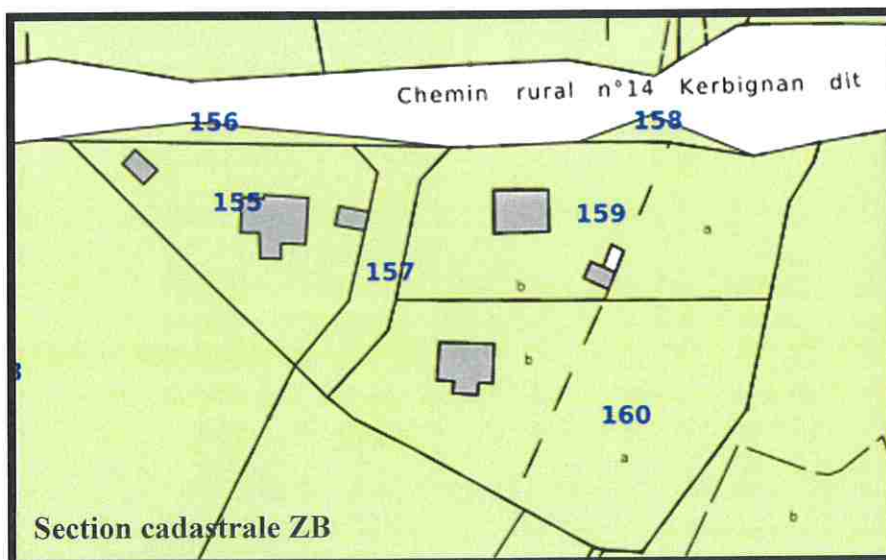 Chemin rural n°14 Kerbignan dit
156
158
155
159
a
157
b
b
160
a
b
Section cadastrale ZB